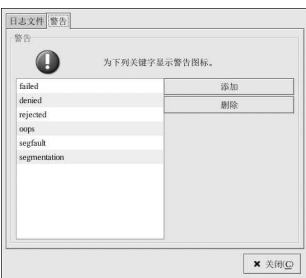 日志文件 警告
警告
为下列关键字显示警告图标。
failed
添加
denied
删除
rejected
oops
segfault
segmentation
关闭(C)